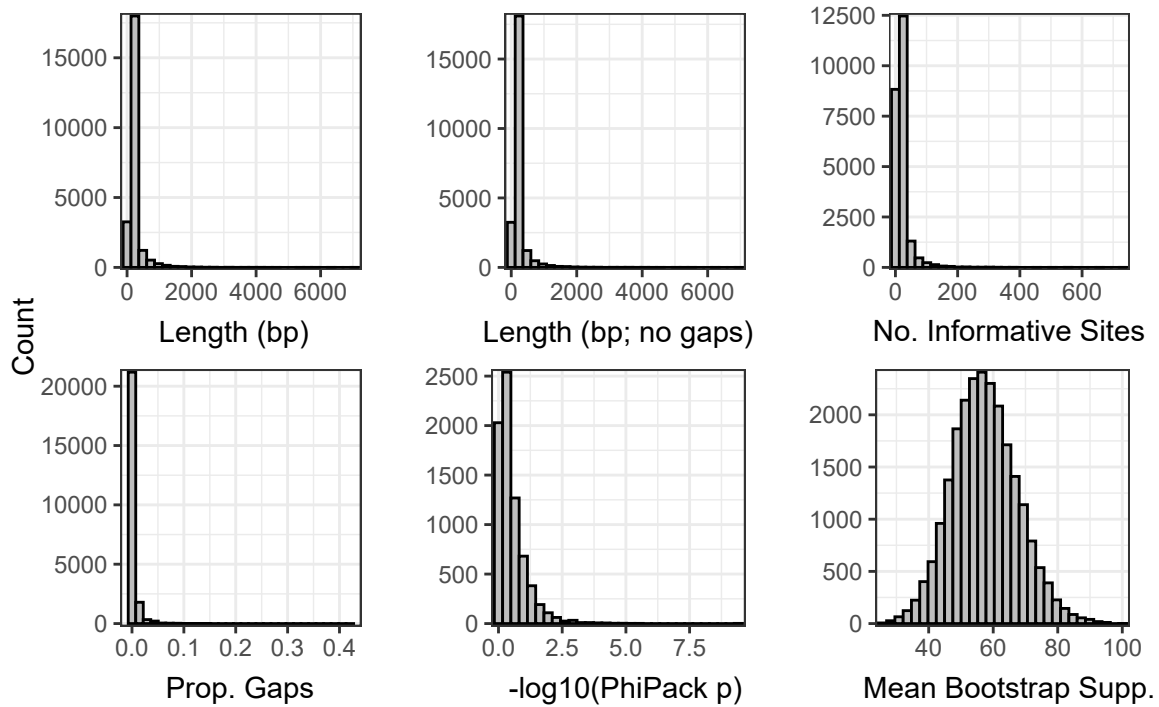 Count
15000
10000
5000
0
0 2000 4000 6000
Length (bp)
15000
10000
5000
0
0 2000 4000 6000
Length (bp; no gaps)
12500
10000
7500
5000
2500
0
0 200 400 600
No. Informative Sites
20000
15000
10000
5000
0
0.0 0.1 0.2 0.3 0.4
Prop. Gaps
2500
2000
1500
1000
500
0
0.0 2.5 5.0 7.5
-log10(PhiPack p)
2000
1500
1000
500
0
40 60 80 100
Mean Bootstrap Supp.